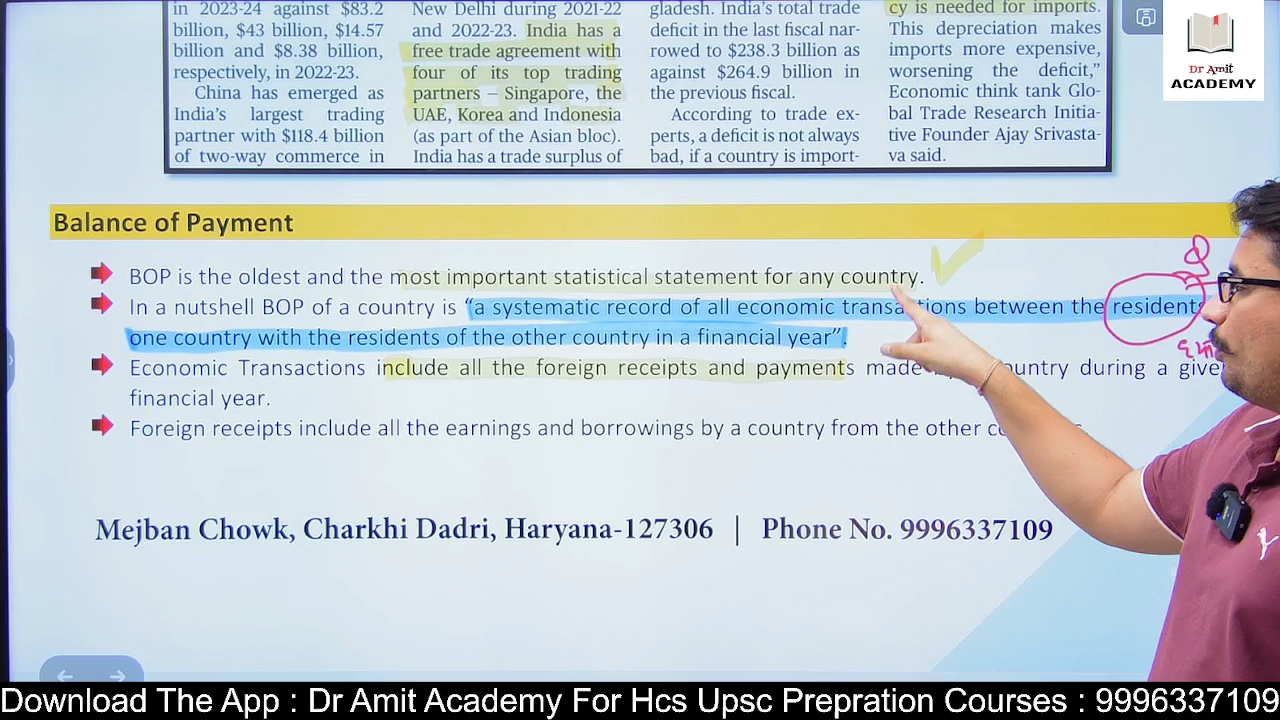 in 2023-24 against $83.2
billion, $43 billion, $14.57
billion and $8.38 billion,
respectively, in 2022-23.
China has emerged as
India's largest trading
partner with $118.4 billion
of two-way commerce in
New Delhi during 2021-22
and 2022-23. India has a
free trade agreement with
four of its top trading
partners – Singapore, the
UAE, Korea and Indonesia
(as part of the Asian bloc).
India has a trade surplus of
gladesh. India's total trade
deficit in the last fiscal nar-
rowed to $238.3 billion as
against $264.9 billion in
the previous fiscal.
According to trade ex-
perts, a deficit is not always
bad, if a country is import-
cy is needed for imports.
This depreciation makes
imports more expensive,
worsening the deficit,”
Economic think tank Glo-
bal Trade Research Initia-
tive Founder Ajay Srivasta-
va said.
Dr Amit
ACADEMY
Balance of Payment
BOP is the oldest and the most important statistical statement for any country.
In a nutshell BOP of a country is “a systematic record of all economic transactions between the residents
one country with the residents of the other country in a financial year”.
Economic Transactions include all the foreign receipts and payments made country during a
financial year.
Foreign receipts include all the earnings and borrowings by a country from the other
Mejban Chowk, Charkhi Dadri, Haryana-127306 | Phone No. 9996337109
Download The App : Dr Amit Academy For Hcs Upsc Prepration Courses : 9996337109